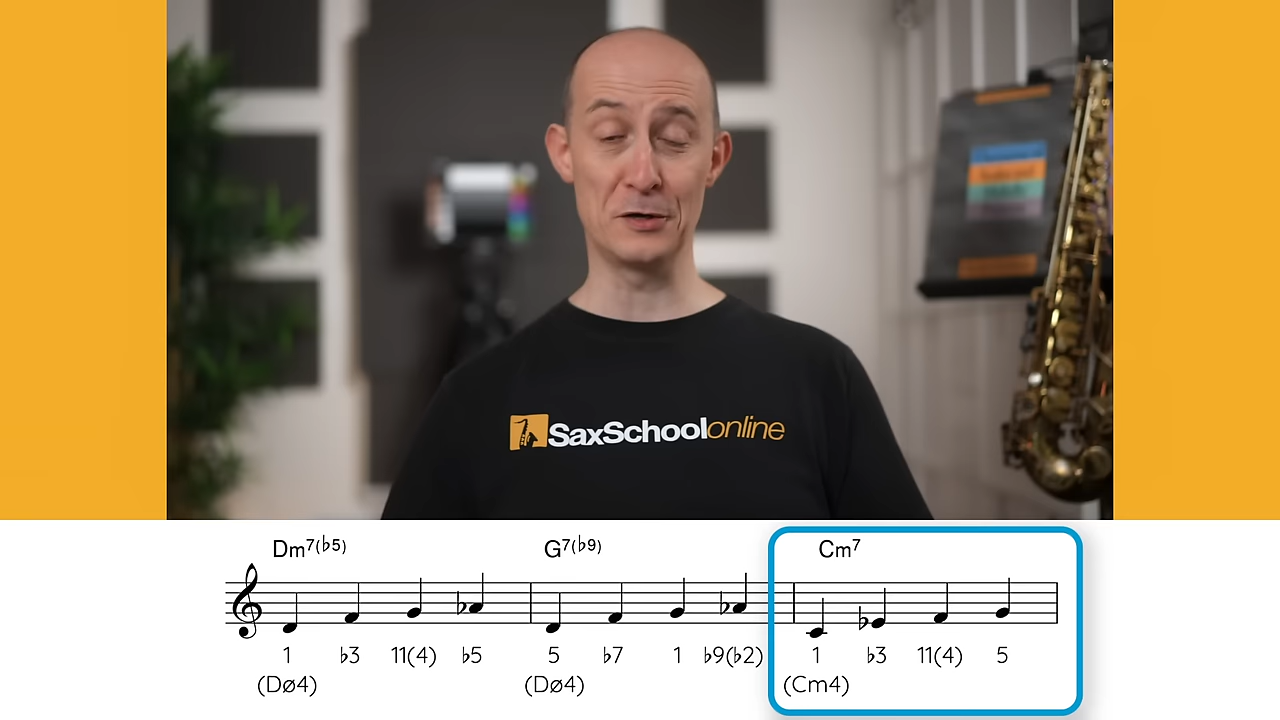 SaxSchoolonline
Dm7(♭5) G7(♭9) Cm7
1 ♭3 11(4) ♭5 5 ♭7 1 ♭9(♭2) 1 ♭3 11(4) 5
(Dø4) (Dø4) (Cm4)